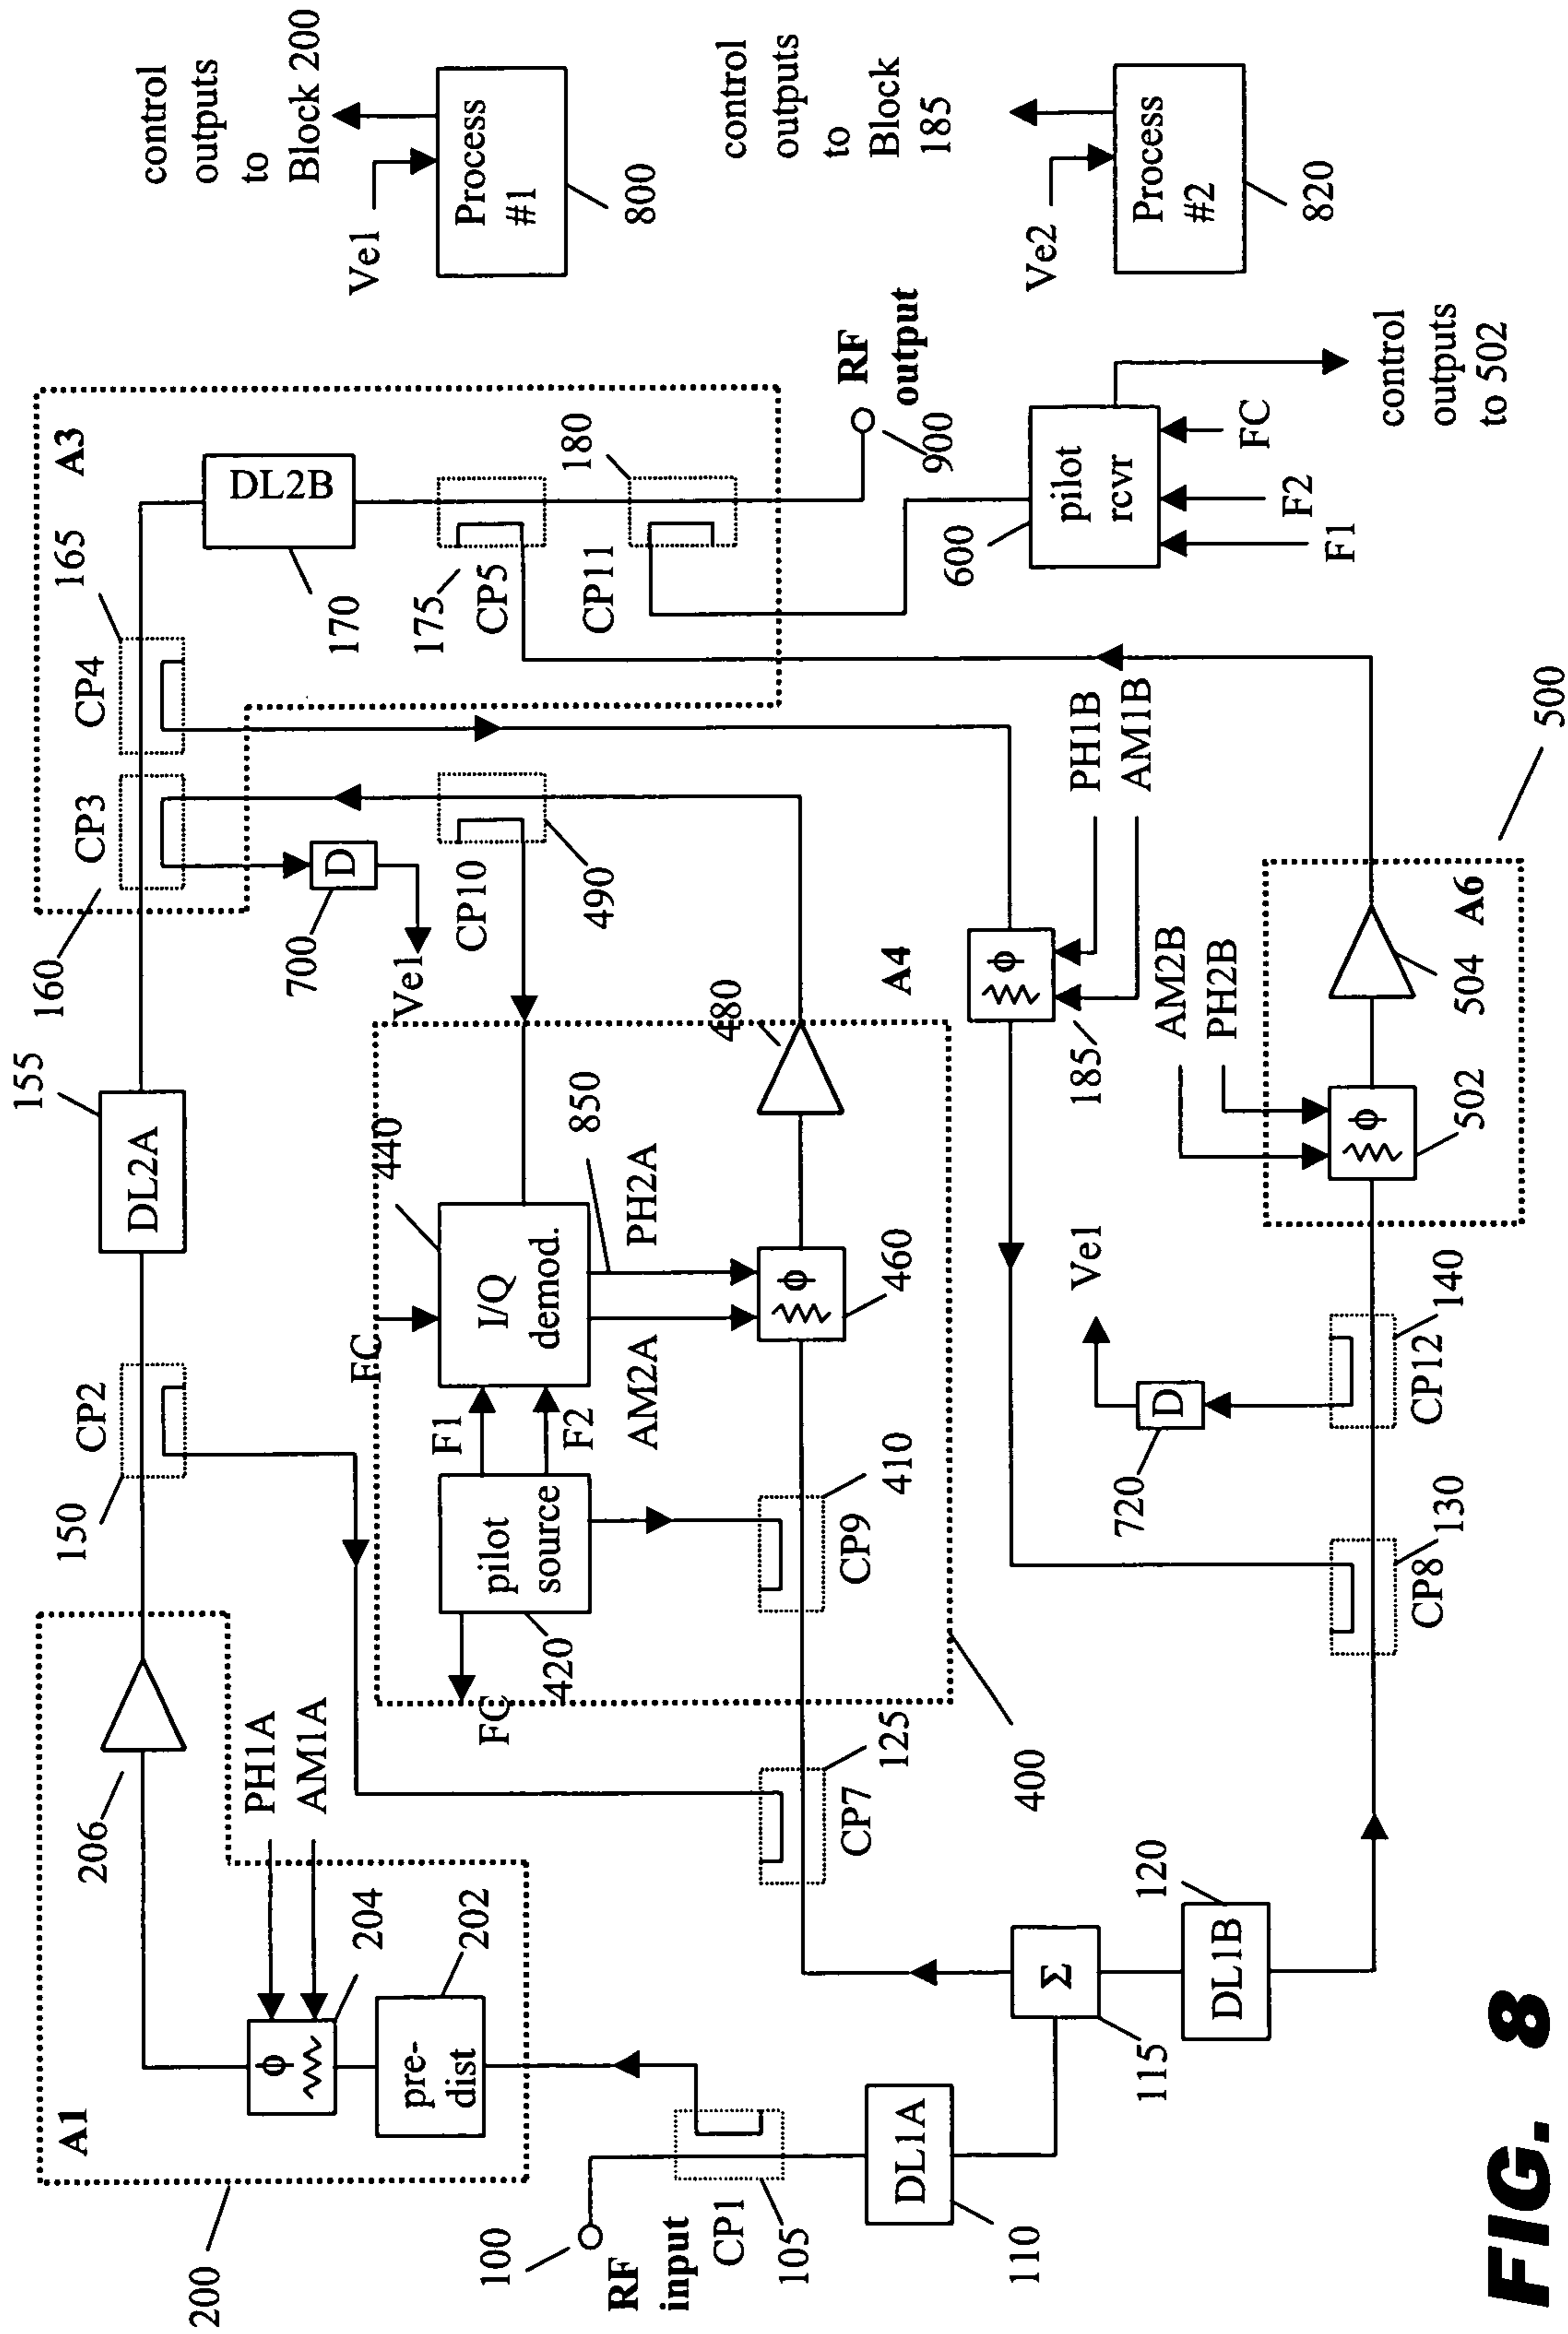 200
A1
206
PH1A
AM1A
204
202
pre-
dist
100
RF
input
CP1
105
DL1A
110
150
CP2
155
DL2A
160
CP3
CP4
165
A3
DL2B
170
700
D
Ve1
175
CP5
180
CP11
CP10
490
RF
output
900
440
FC
I/Q
demod.
850
PH2A
AM2A
F1
F2
pilot
source
420
FC
CP9
410
460
480
A4
400
CP7
125
Σ
115
120
DL1B
PH1B
AM1B
185
600
pilot
rcvr
FC
F2
F1
control
outputs
to 502
500
A6
AM2B
PH2B
504
502
Ve1
D
720
CP12
140
CP8
130
control
outputs
to
Block 200
Ve1
Process
#1
800
control
outputs
to
Block
185
Ve2
Process
#2
820
ϕ
ϕ
ϕ
ϕ
FIG. 8